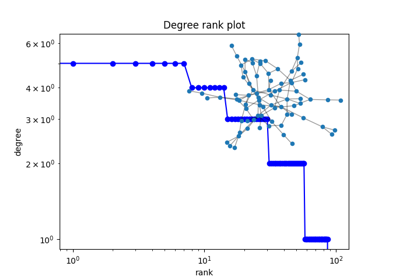 Degree rank plot
6 × 10⁰
4 × 10⁰
3 × 10⁰
2 × 10⁰
10⁰
degree
10⁰
10¹
10²
rank